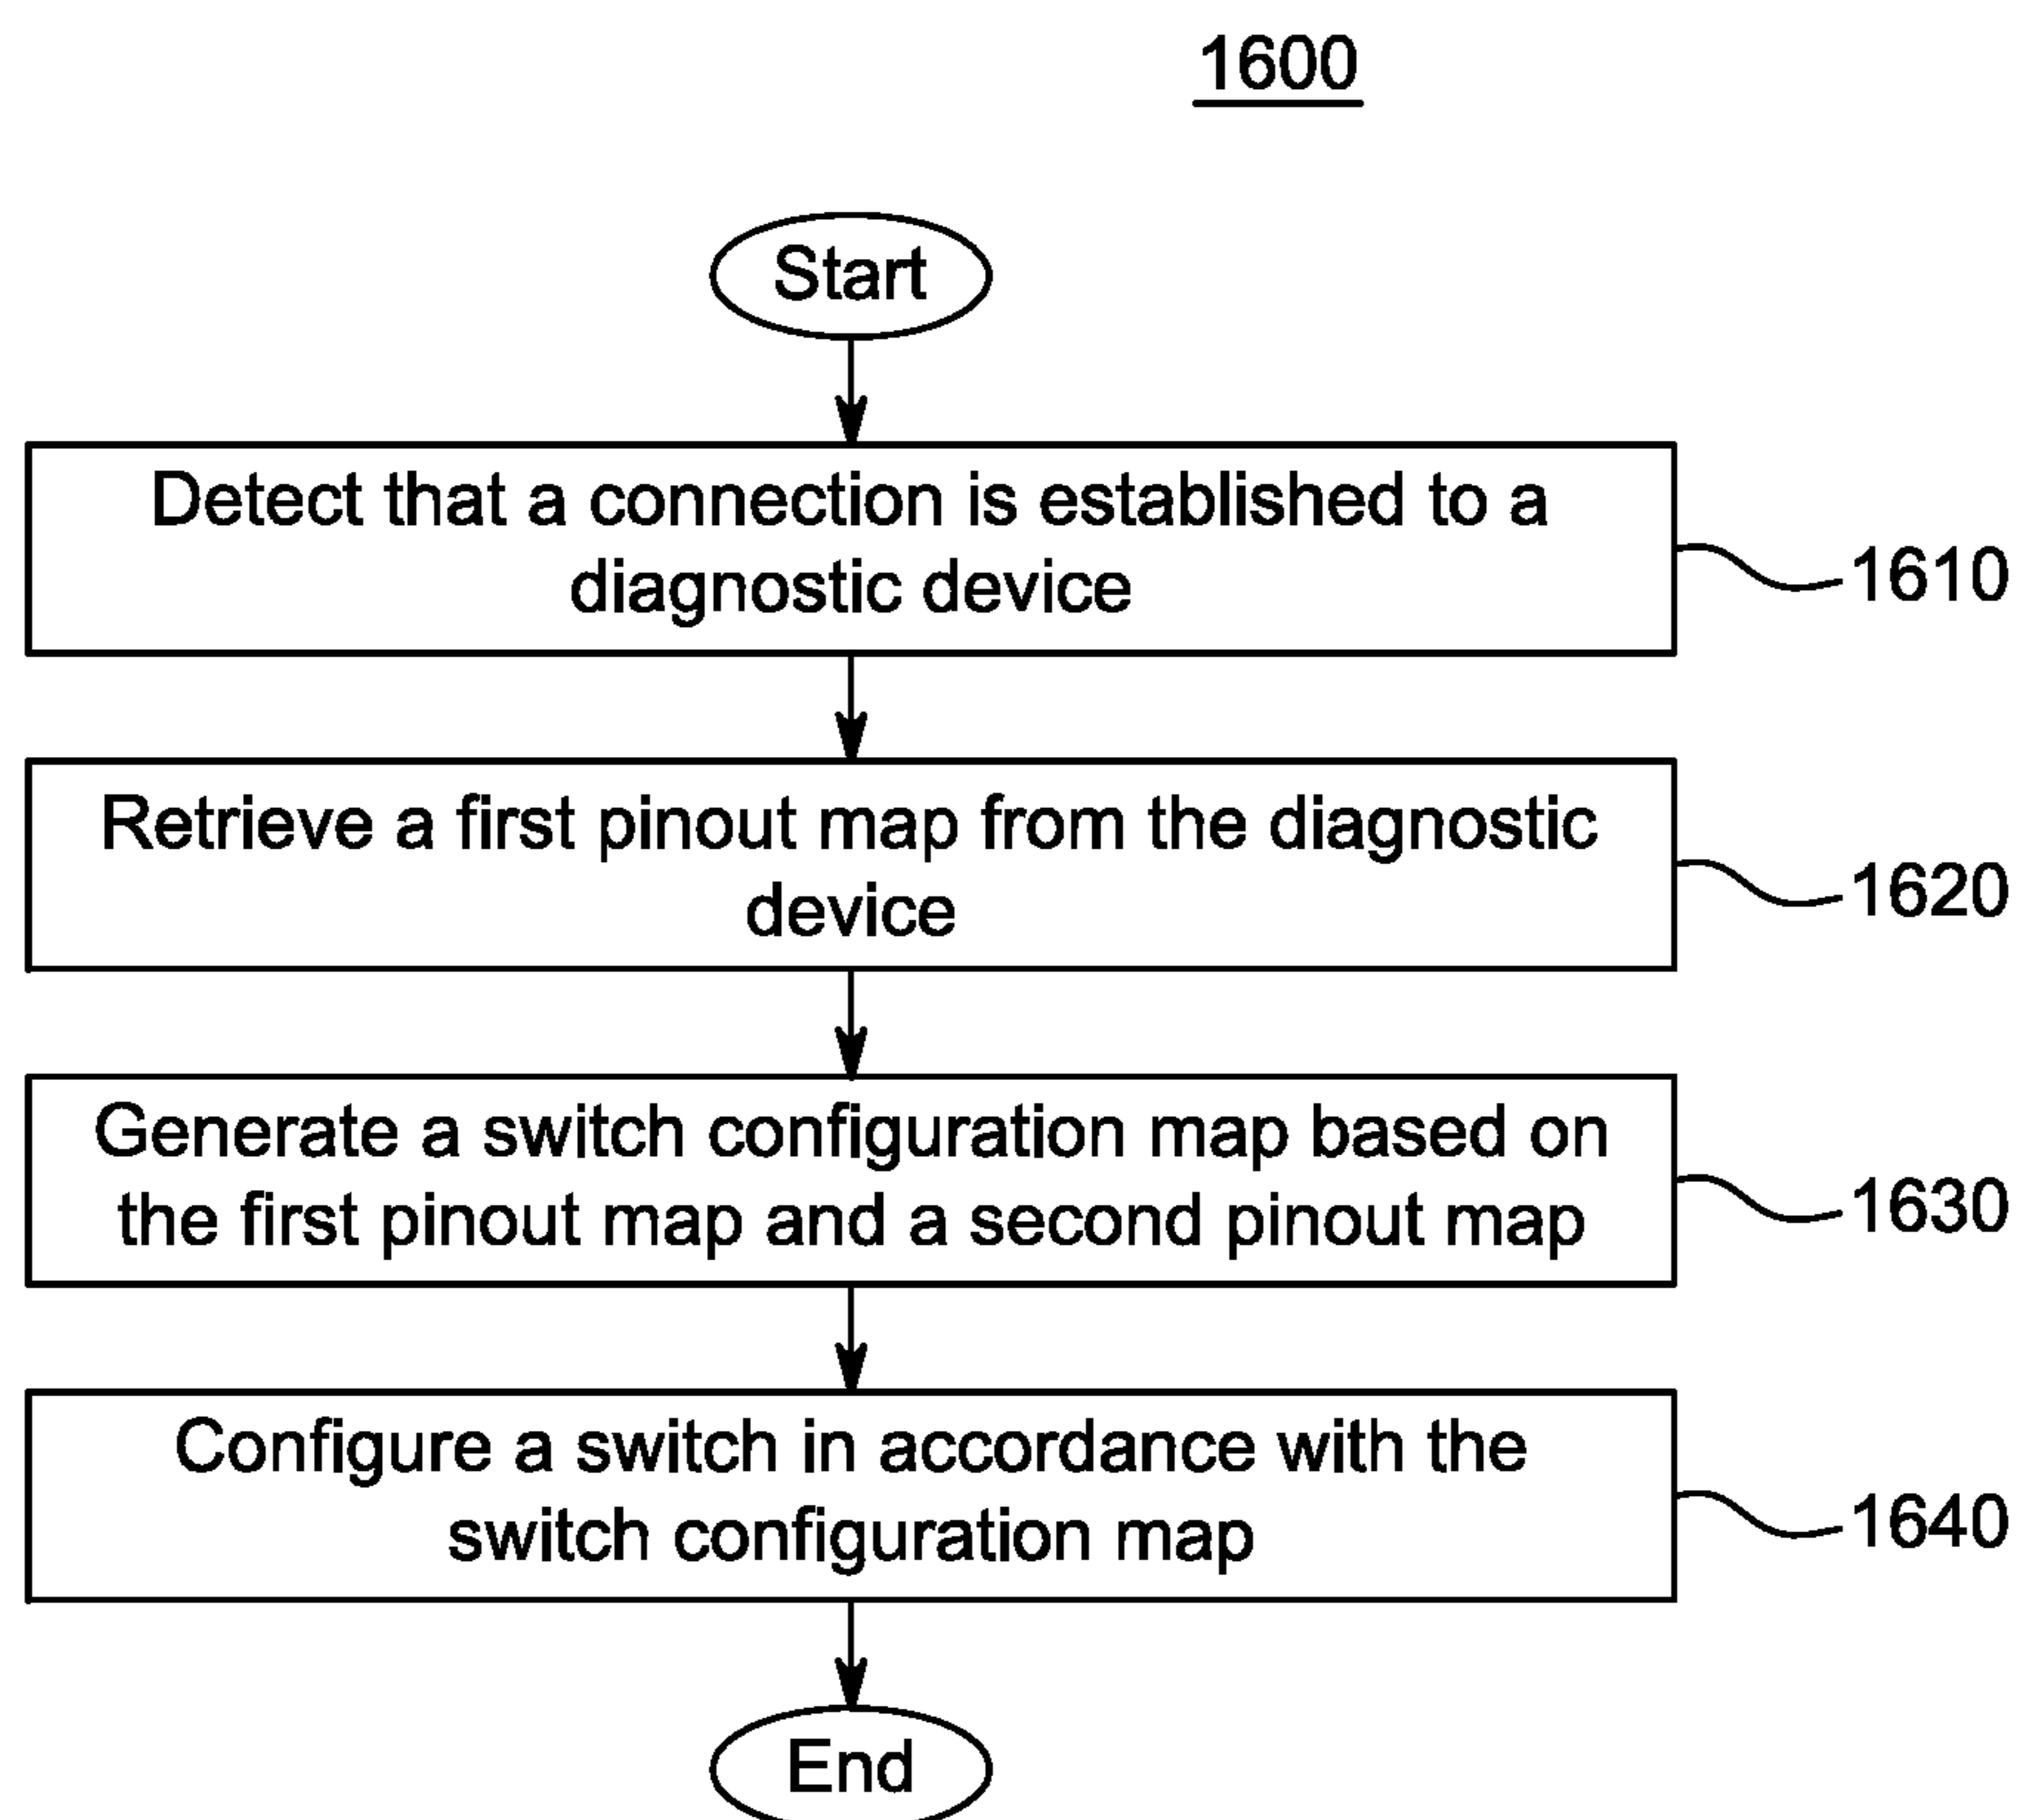 1600
Start
Detect that a connection is established to a
diagnostic device
1610
Retrieve a first pinout map from the diagnostic
device
1620
Generate a switch configuration map based on
the first pinout map and a second pinout map
1630
Configure a switch in accordance with the
switch configuration map
1640
End